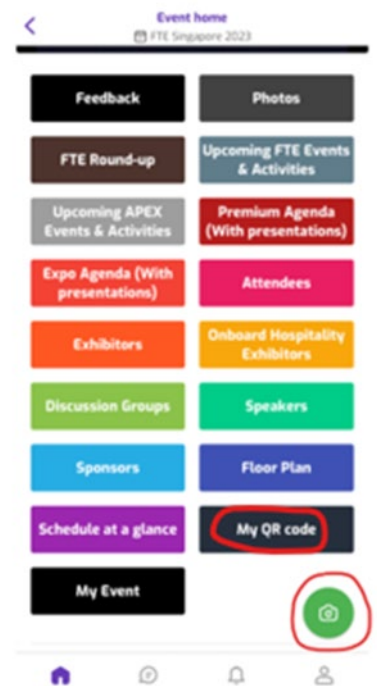 Event home
FTE Singapore 2023
Feedback
Photos
FTE Round-up
Upcoming FTE Events
& Activities
Upcoming APEX
Events & Activities
Premium Agenda
(With presentations)
Expo Agenda (With
presentations)
Attendees
Exhibitors
Onboard Hospitality
Exhibitors
Discussion Groups
Speakers
Sponsors
Floor Plan
Schedule at a glance
My QR code
My Event